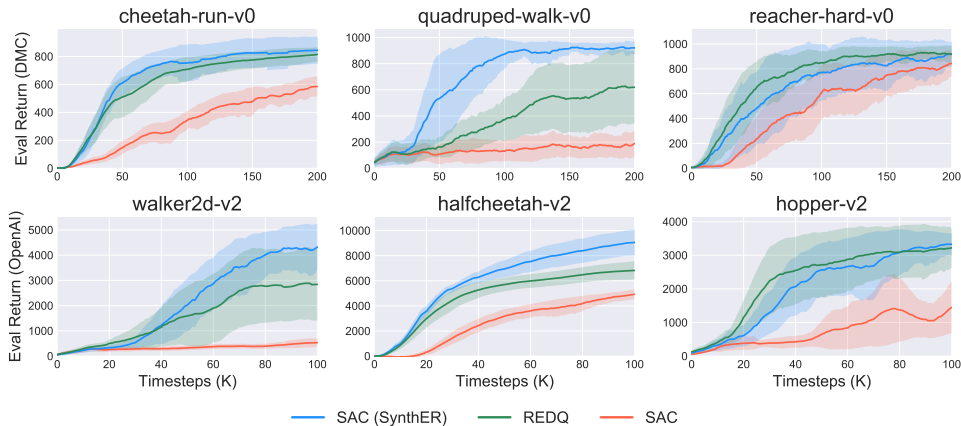 cheetah-run-v0 quadruped-walk-v0 reacher-hard-v0
Eval Return (DMC)
800
600
400
200
0
0 50 100 150 200
1000
800
600
400
200
0
0 50 100 150 200
1000
800
600
400
200
0
0 25 50 75 100 125 150 175 200
walker2d-v2 halfcheetah-v2 hopper-v2
Eval Return (OpenAI)
5000
4000
3000
2000
1000
0
0 20 40 60 80 100
10000
8000
6000
4000
2000
0
0 20 40 60 80 100
4000
3000
2000
1000
0
0 20 40 60 80 100
Timesteps (K) Timesteps (K) Timesteps (K)
SAC (SynthER) REDQ SAC